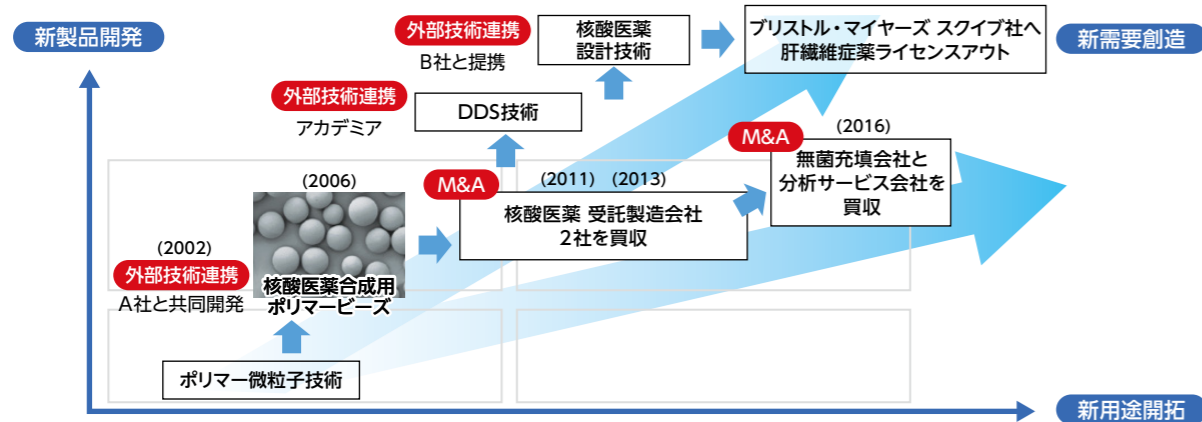 新製品開発
外部技術連携
B社と提携
核酸医薬
設計技術
ブリストル・マイヤーズ スクイブ社へ
肝繊維症薬ライセンスアウト
新需要創造
外部技術連携
アカデミア
DDS技術
M&A
(2016)
無菌充填会社と
分析サービス会社を
買収
M&A
(2011) (2013)
核酸医薬 受託製造会社
2社を買収
(2006)
核酸医薬合成用
ポリマービーズ
(2002)
外部技術連携
A社と共同開発
ポリマー微粒子技術
新用途開拓